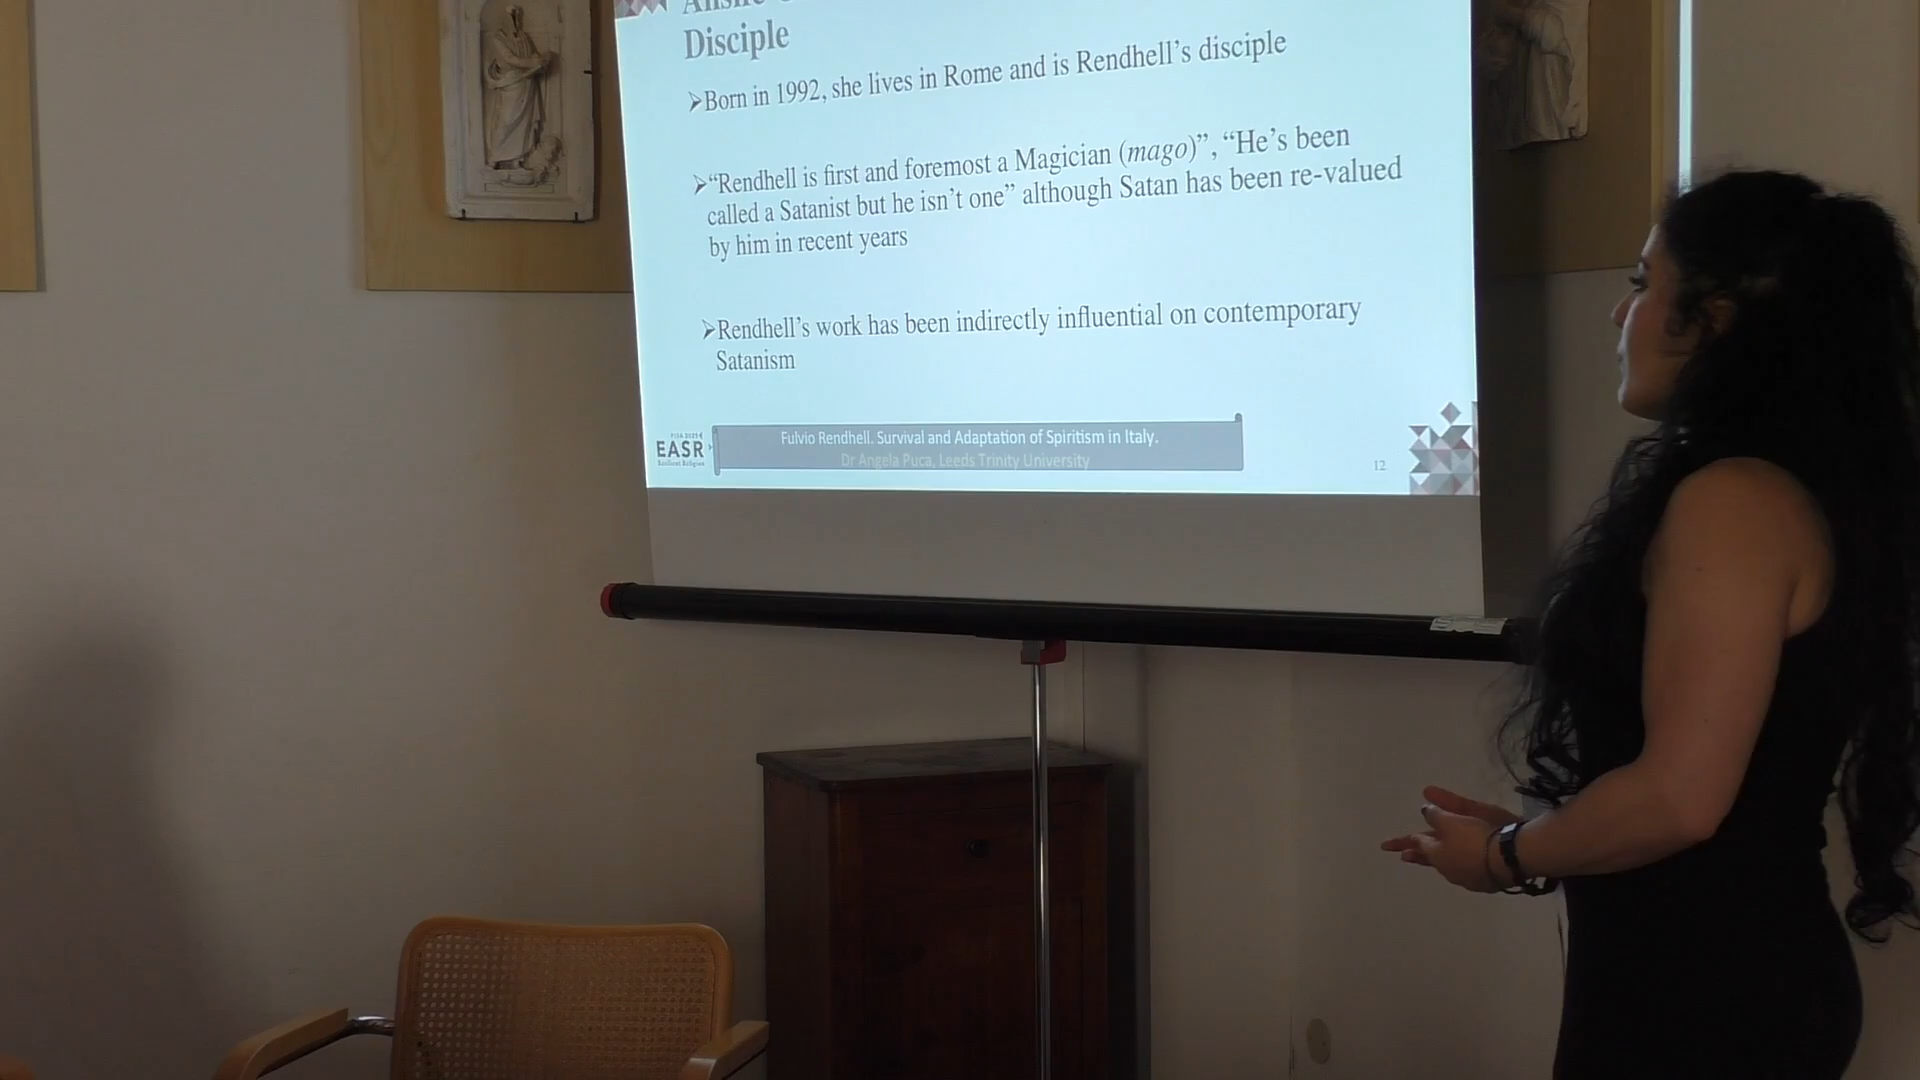 Disciple
➢Born in 1992, she lives in Rome and is Rendhell’s disciple
➢“Rendhell is first and foremost a Magician (mago)”, “He’s been
called a Satanist but he isn’t one” although Satan has been re-valued
by him in recent years
➢Rendhell’s work has been indirectly influential on contemporary
Satanism
EASR
Resilient Religion
Fulvio Rendhell. Survival and Adaptation of Spiritism in Italy.
Dr Angela Puca, Leeds Trinity University
12